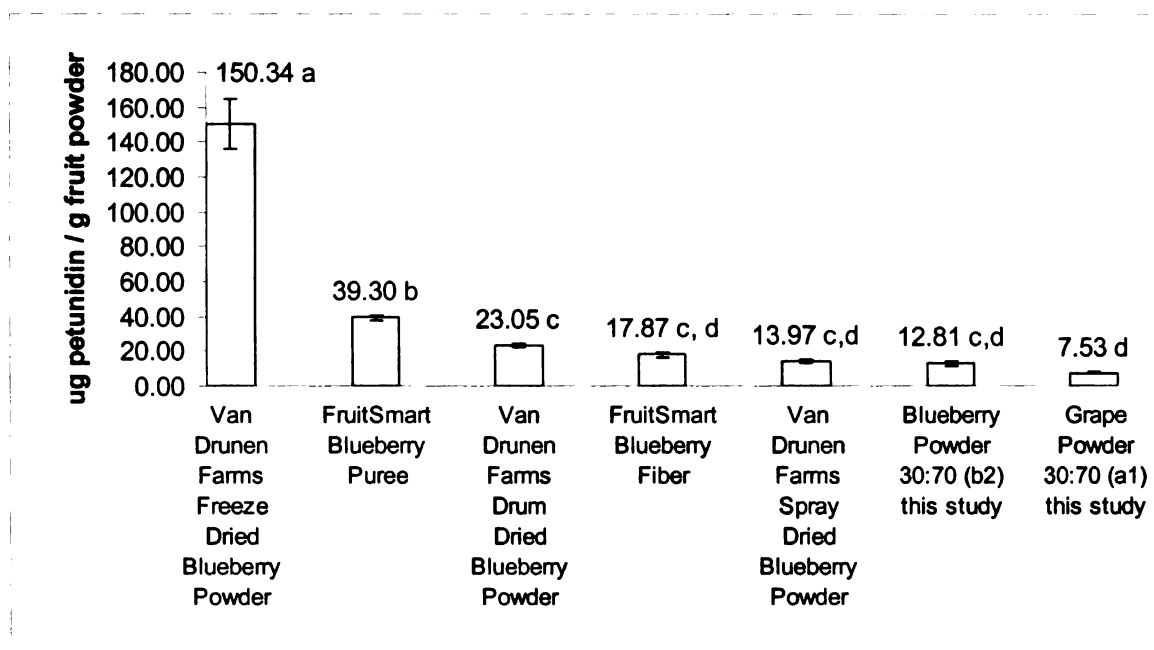 ug petunidin / g fruit powder
180.00
160.00
140.00
120.00
100.00
80.00
60.00
40.00
20.00
0.00
150.34 a
39.30 b
23.05 c
17.87 c, d
13.97 c,d
12.81 c,d
7.53 d
Van
Drunen
Farms
Freeze
Dried
Blueberry
Powder
FruitSmart
Blueberry
Puree
Van
Drunen
Farms
Drum
Dried
Blueberry
Powder
FruitSmart
Blueberry
Fiber
Van
Drunen
Farms
Spray
Dried
Blueberry
Powder
Blueberry
Powder
30:70 (b2)
this study
Grape
Powder
30:70 (a1)
this study